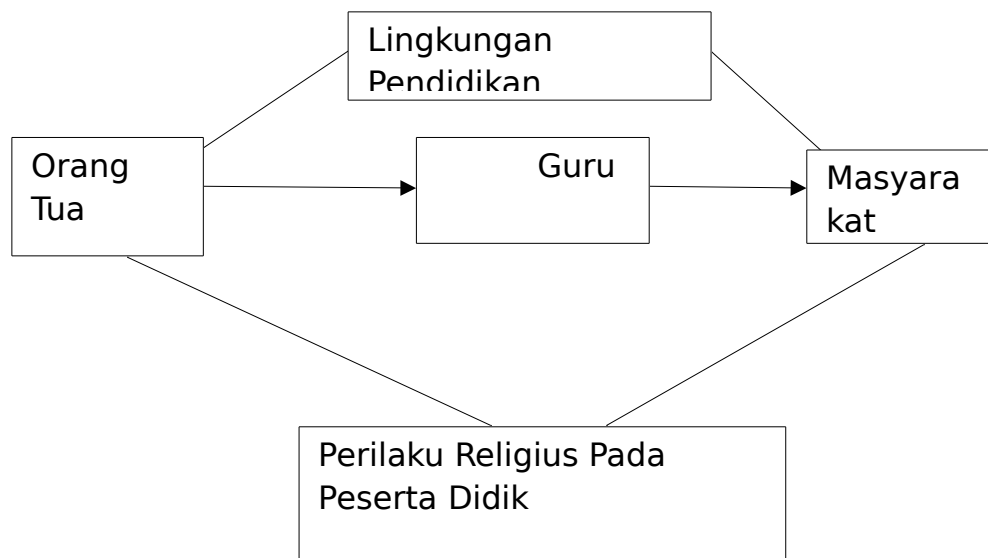 Lingkungan
Pendidikan
Orang
Tua
Guru
Masyara
kat
Perilaku Religius Pada
Peserta Didik